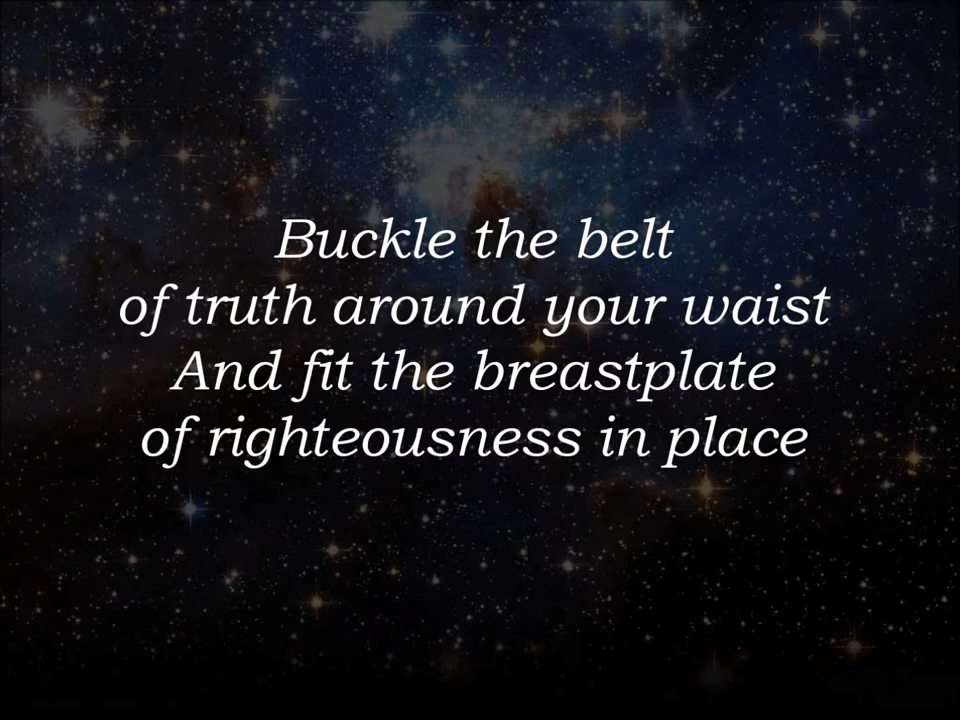 Buckle the belt
of truth around your waist
And fit the breastplate
of righteousness in place